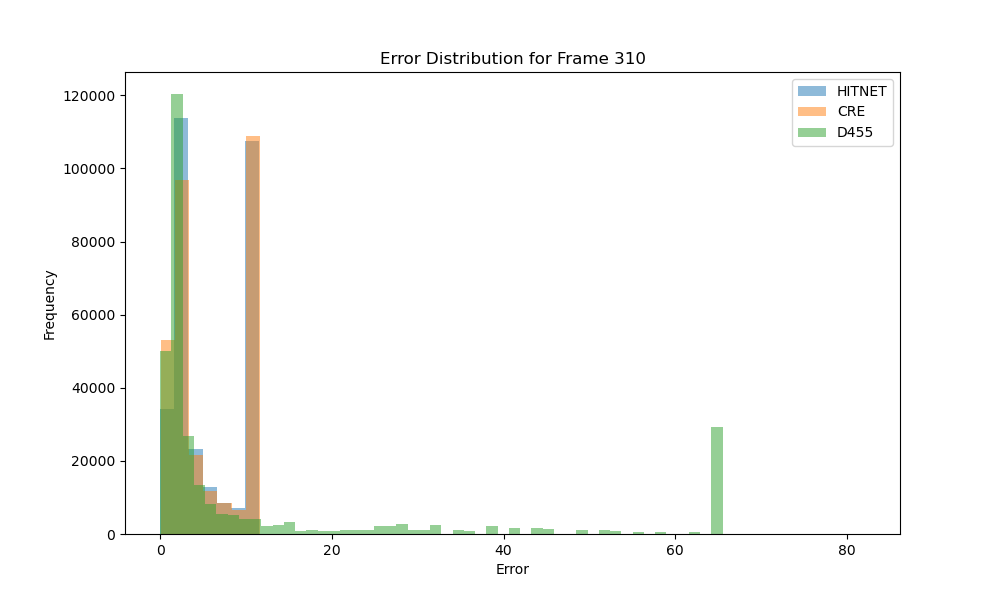 Error Distribution for Frame 310
HITNET
CRE
D455
120000
100000
80000
60000
40000
20000
0
Frequency
0 20 40 60 80
Error